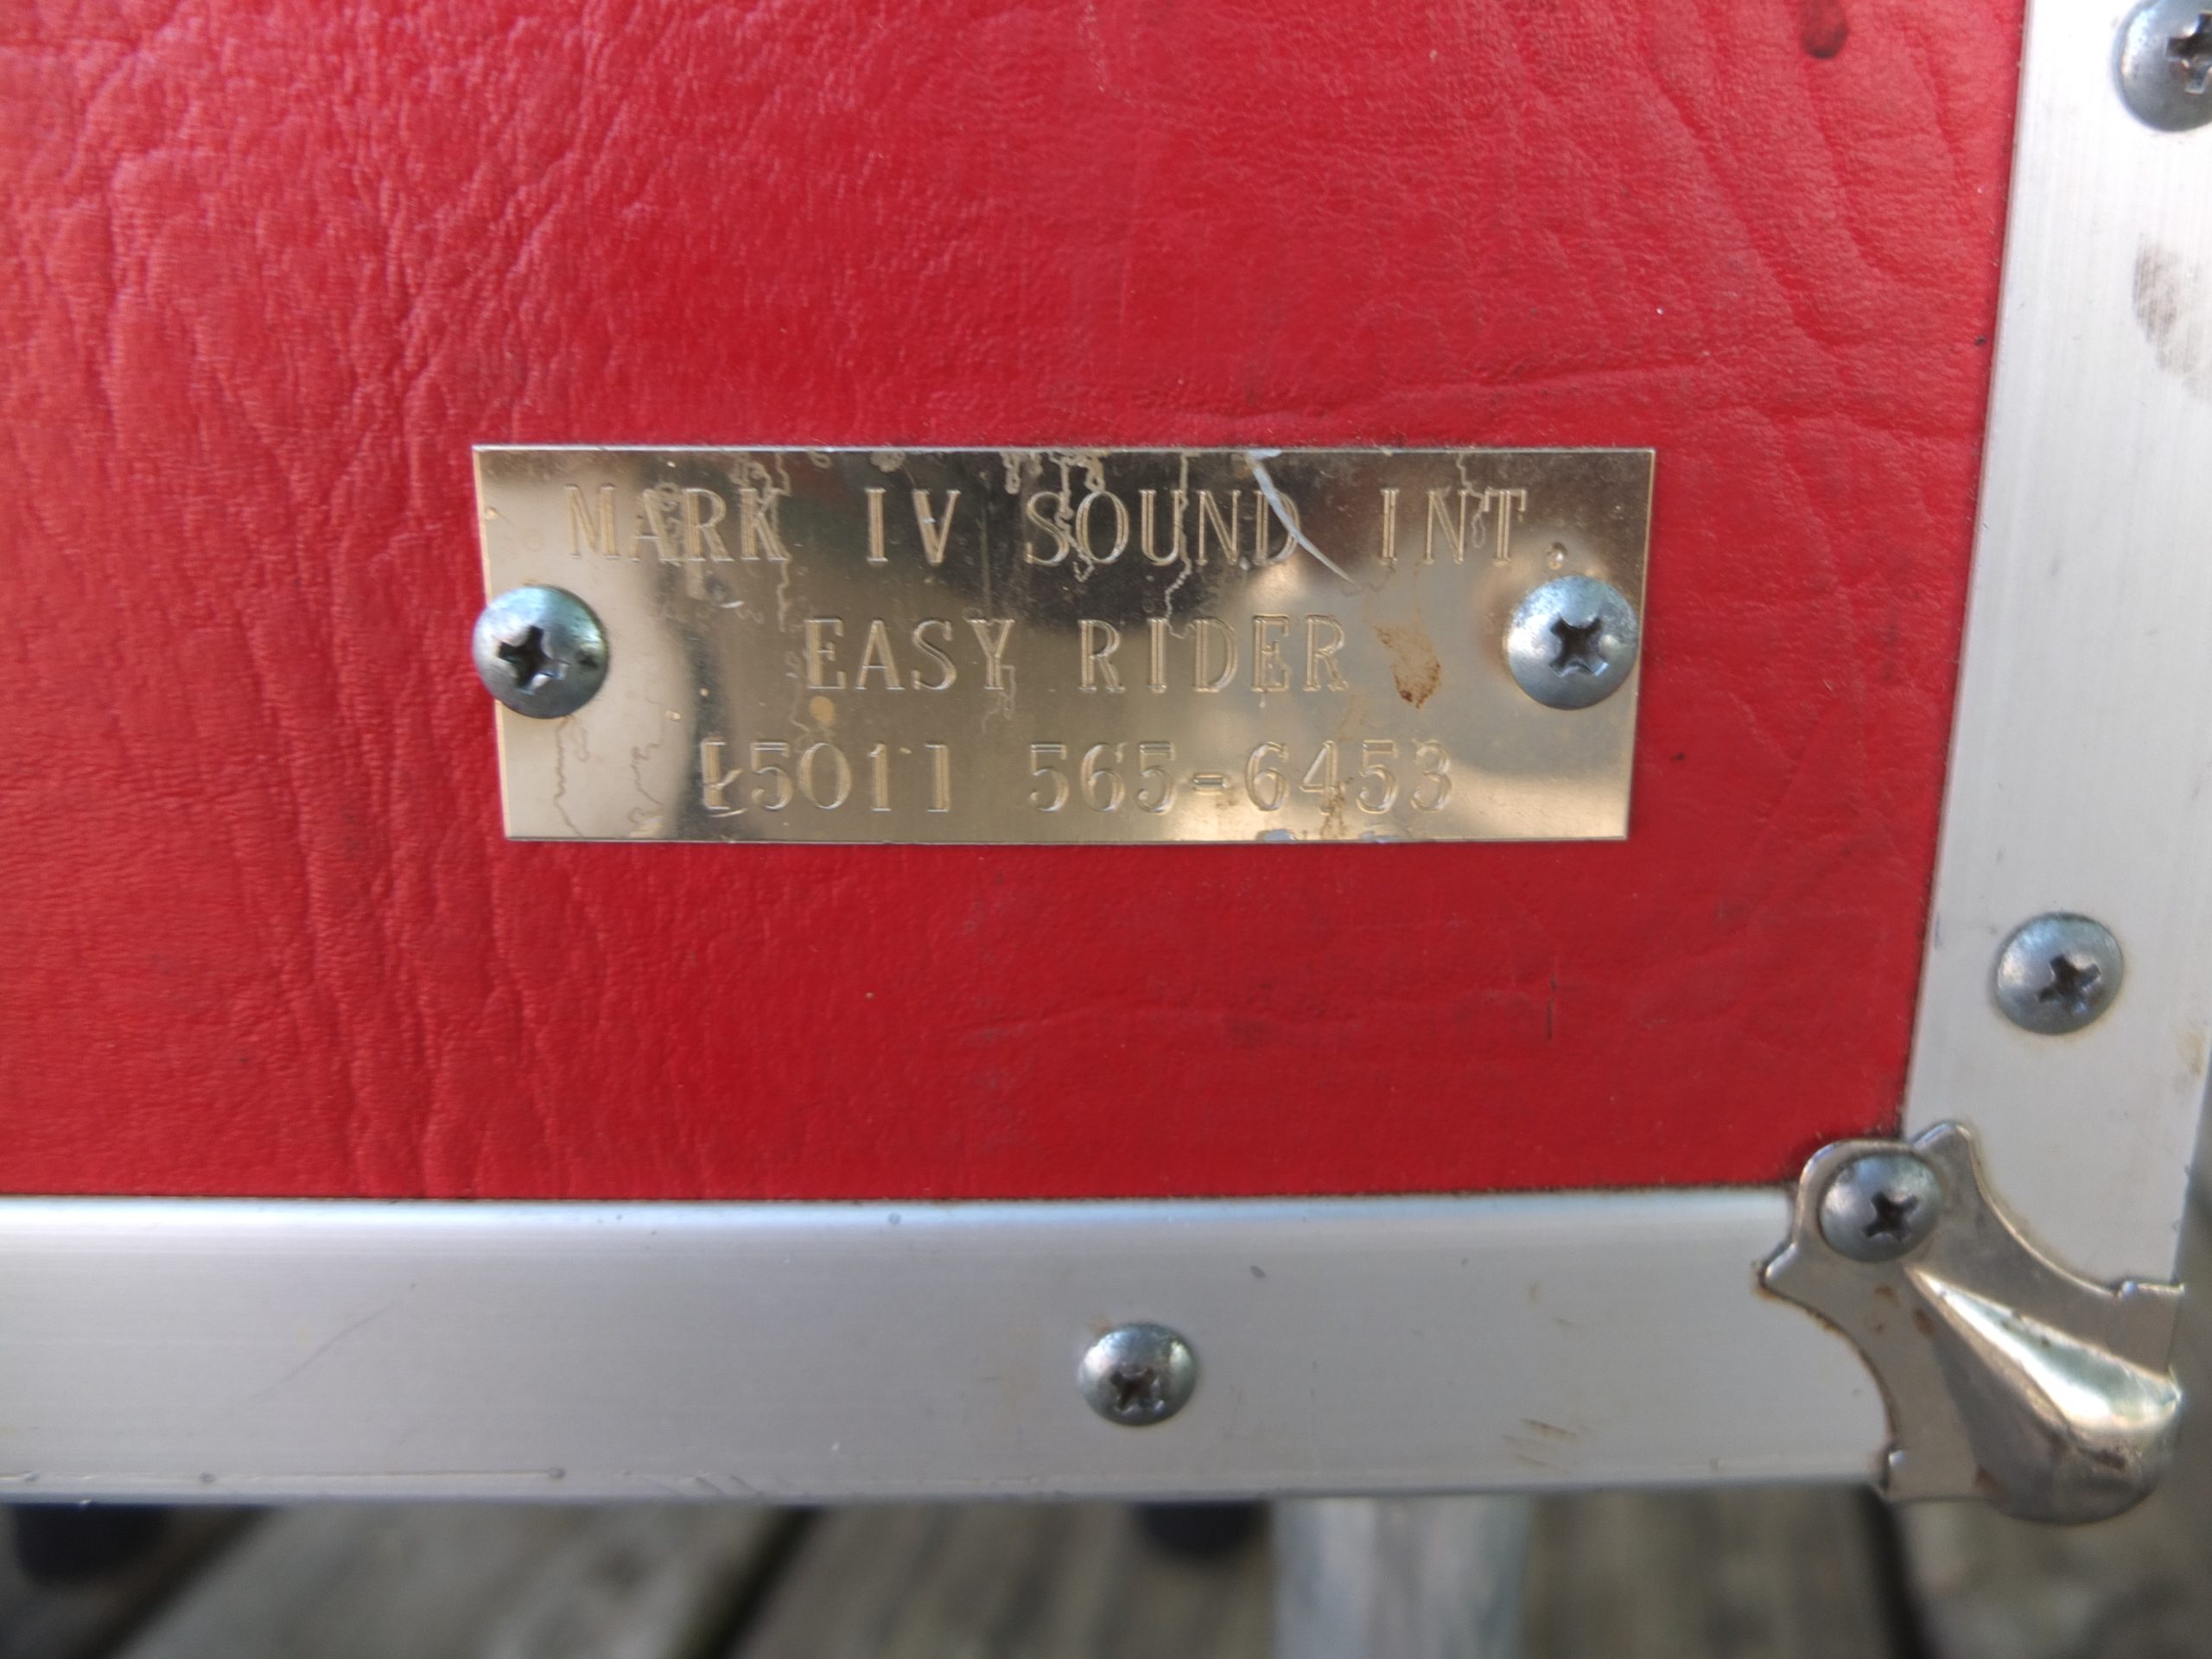 MARK IV SOUND INT.
EASY RIDER
[501] 565-6453